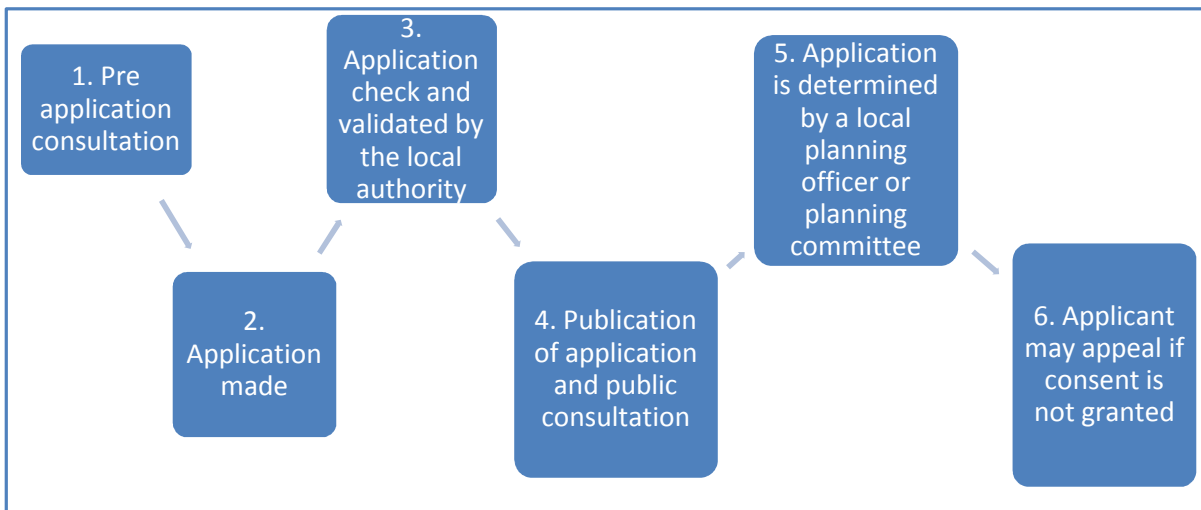 1. Pre
application
consultation
2.
Application
made
3.
Application
check and
validated by
the local
authority
4. Publication
of application
and public
consultation
5. Application
is determined
by a local
planning
officer or
planning
committee
6. Applicant
may appeal if
consent is
not granted